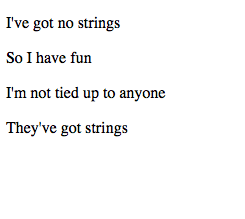 I've got no strings
So I have fun
I'm not tied up to anyone
They've got strings